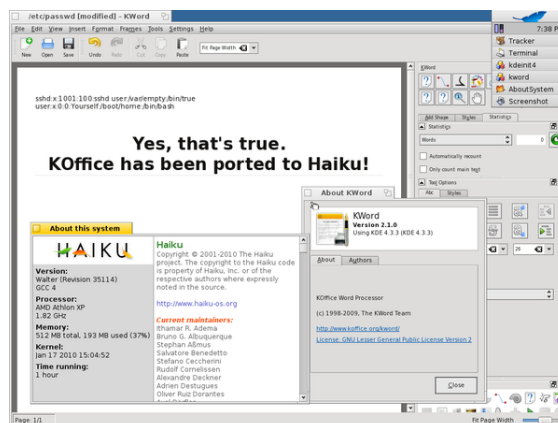 /etc/passwd [modified] - KWord
File Edit View Insert Format Frames Tools Settings Help
New Open Save Undo Redo Cut Copy Paste Fit Page Width
7:38 P
Tracker
Terminal
kdeinit4
kword
AboutSystem
Screenshot
sshd:x:1001:100:sshd user:/var/empty:/bin/true
user:x:0:0:Yourself:/boot/home:/bin/bash
Yes, that's true.
KOffice has been ported to Haiku!
KWord
Add Shape Styles Statistics
Statistics
Words 0
Automatically recount
Only count main text
Text Options
Abc Styles
26
About this system
HAIKU
Version:
Walter (Revision 35114)
GCC 4
Processor:
AMD Athlon XP
1.82 GHz
Memory:
512 MB total, 193 MB used (37%)
Kernel:
Jan 17 2010 15:04:52
Time running:
1 hour
Haiku
Copyright © 2001-2010 The Haiku
project. The copyright to the Haiku code
is property of Haiku, Inc. or of the
respective authors where expressly
noted in the source.
http://www.haiku-os.org
Current maintainers:
Ithamar R. Adema
Bruno G. Albuquerque
Stephan Aßmus
Salvatore Benedetto
Stefano Ceccherini
Rudolf Cornelissen
Alexandre Deckner
Adrien Destugues
Oliver Ruiz Dorantes
About KWord
KWord
Version 2.1.0
Using KDE 4.3.3 (KDE 4.3.3)
About Authors
KOffice Word Processor
(c) 1998-2009, The KWord Team
http://www.koffice.org/kword/
License: GNU Lesser General Public License Version 2
Close
Page: 1/1 Fit Page Width